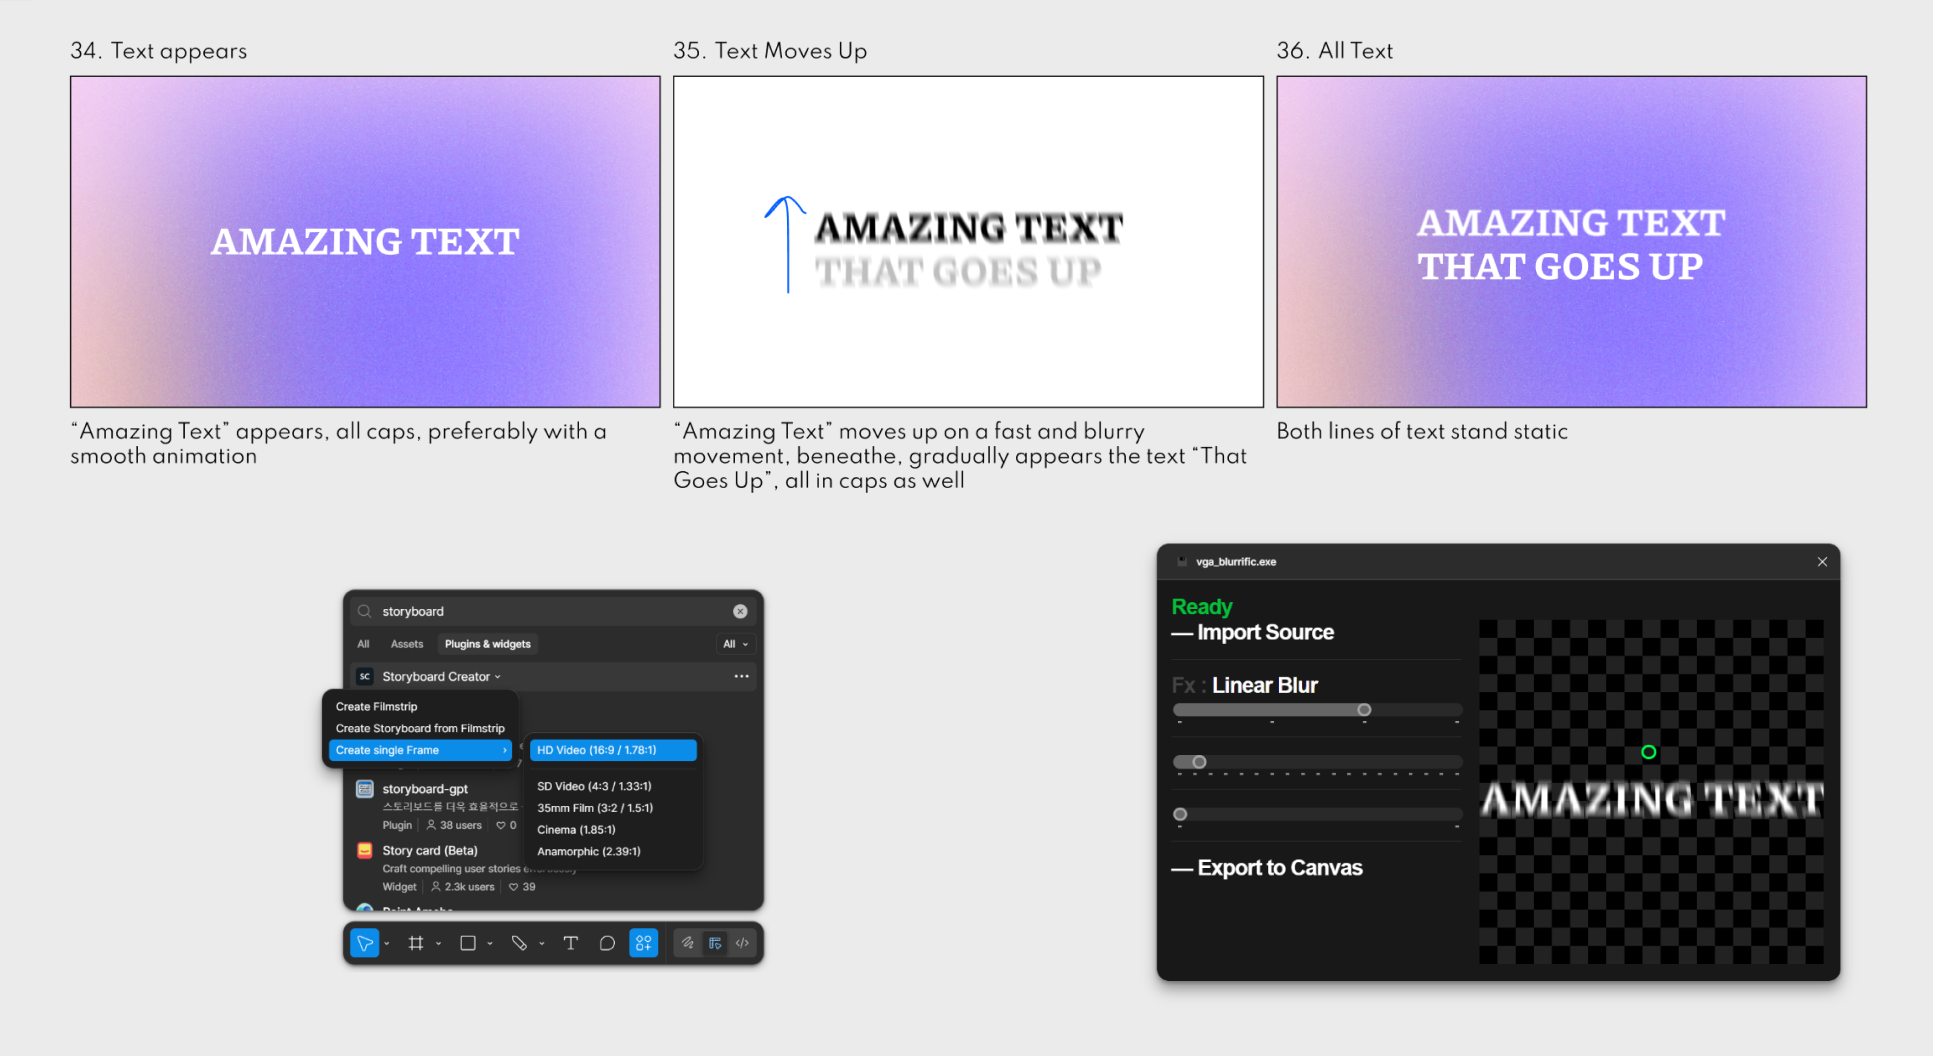 34. Text appears
35. Text Moves Up
36. All Text
AMAZING TEXT
AMAZING TEXT
THAT GOES UP
AMAZING TEXT
THAT GOES UP
“Amazing Text” appears, all caps, preferably with a
smooth animation
“Amazing Text” moves up on a fast and blurry
movement, beneathe, gradually appears the text “That
Goes Up”, all in caps as well
Both lines of text stand static
storyboard
All
Assets
Plugins & widgets
All
SC
Storyboard Creator
Create Filmstrip
Create Storyboard from Filmstrip
Create single Frame
HD Video (16:9 / 1.78:1)
SD Video (4:3 / 1.33:1)
35mm Film (3:2 / 1.5:1)
Cinema (1.85:1)
Anamorphic (2.39:1)
storyboard-gpt
스토리보드를 더욱 효율적으로
Plugin
38 users
0
Story card (Beta)
Craft compelling user stories
Widget
2.3k users
39
vga_blurrific.exe
Ready
— Import Source
Fx : Linear Blur
— Export to Canvas
AMAZING TEXT